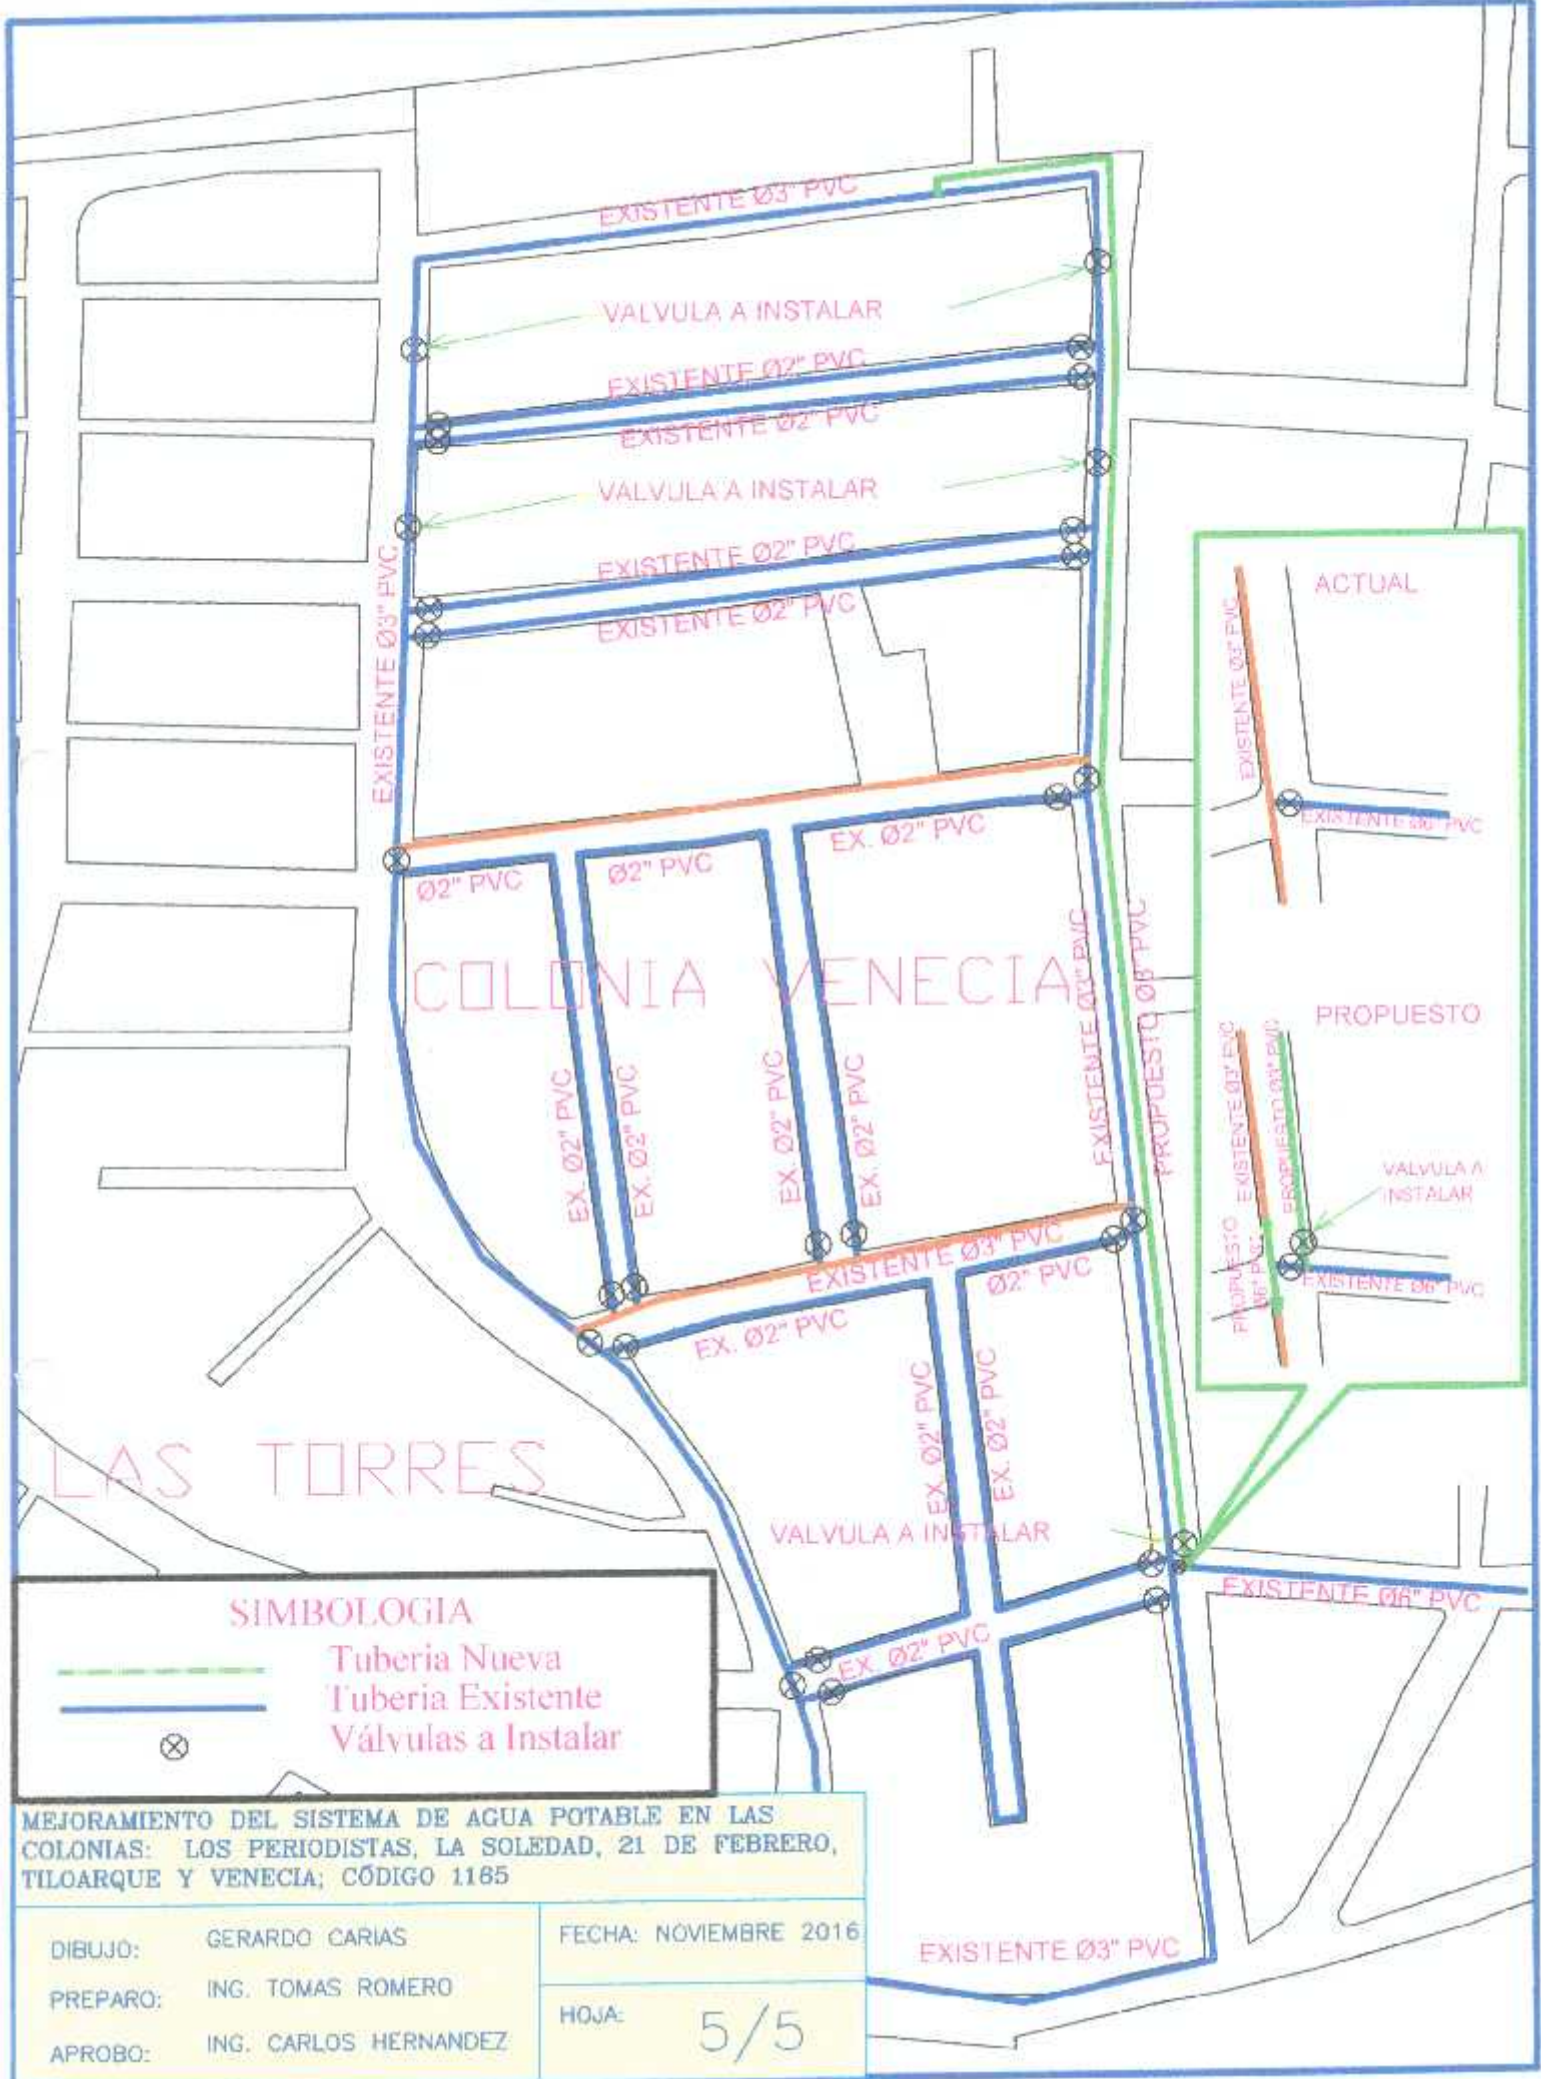 EXISTENTE Ø3" PVC
VALVULA A INSTALAR
EXISTENTE Ø2" PVC
EXISTENTE Ø2" PVC
VALVULA A INSTALAR
EXISTENTE Ø2" PVC
EXISTENTE Ø2" PVC
EXISTENTE Ø3" PVC
EX. Ø2" PVC
Ø2" PVC
Ø2" PVC
COLONIA VENECIA
EXISTENTE Ø3" PVC
PROPUESTO Ø3" PVC
EX. Ø2" PVC
EX. Ø2" PVC
EX. Ø2" PVC
EX. Ø2" PVC
EXISTENTE Ø3" PVC
Ø2" PVC
EX. Ø2" PVC
EX. Ø2" PVC
EX. Ø2" PVC
LAS TORRES
VALVULA A INSTALAR
EXISTENTE Ø6" PVC
EX. Ø2" PVC
EXISTENTE Ø3" PVC
ACTUAL
EXISTENTE Ø3" PVC
EXISTENTE Ø6" PVC
PROPUESTO
EXISTENTE Ø3" PVC
PROPUESTO Ø3" PVC
VALVULA A
INSTALAR
PROPUESTO
Ø6" PVC
EXISTENTE Ø6" PVC
SIMBOLOGIA
Tuberia Nueva
Tuberia Existente
Válvulas a Instalar
MEJORAMIENTO DEL SISTEMA DE AGUA POTABLE EN LAS
COLONIAS: LOS PERIODISTAS, LA SOLEDAD, 21 DE FEBRERO,
TILOARQUE Y VENECIA; CÓDIGO 1165
DIBUJO: GERARDO CARIAS
PREPARO: ING. TOMAS ROMERO
APROBO: ING. CARLOS HERNANDEZ
FECHA: NOVIEMBRE 2016
HOJA: 5/5